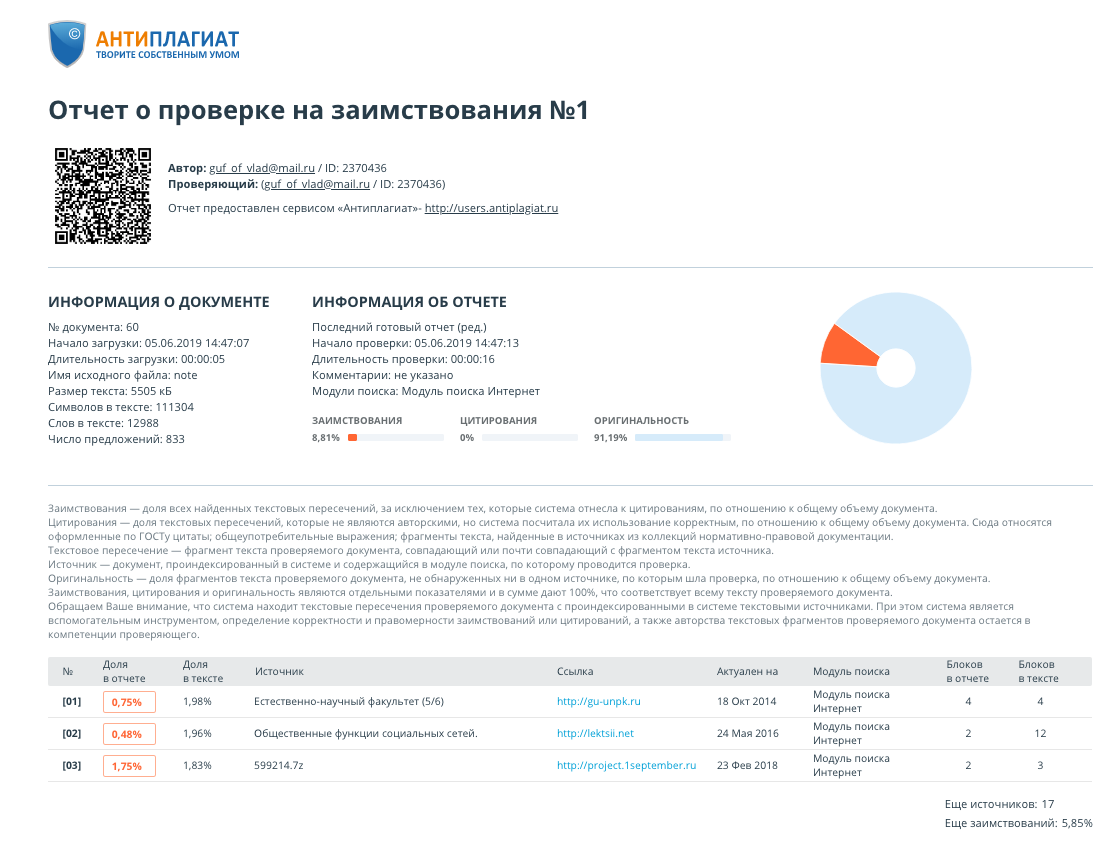 ©
АНТИПЛАГИАТ
ТВОРИТЕ СОБСТВЕННЫМ УМОМ
Отчет о проверке на заимствования №1
Автор: guf_of_vlad@mail.ru / ID: 2370436
Проверяющий: (guf_of_vlad@mail.ru / ID: 2370436)
Отчет предоставлен сервисом «Антиплагиат»- http://users.antiplagiat.ru
ИНФОРМАЦИЯ О ДОКУМЕНТЕ
№ документа: 60
Начало загрузки: 05.06.2019 14:47:07
Длительность загрузки: 00:00:05
Имя исходного файла: note
Размер текста: 5505 кБ
Символов в тексте: 111304
Слов в тексте: 12988
Число предложений: 833
ИНФОРМАЦИЯ ОБ ОТЧЕТЕ
Последний готовый отчет (ред.)
Начало проверки: 05.06.2019 14:47:13
Длительность проверки: 00:00:16
Комментарии: не указано
Модули поиска: Модуль поиска Интернет
ЗАИМСТВОВАНИЯ
8,81%
ЦИТИРОВАНИЯ
0%
ОРИГИНАЛЬНОСТЬ
91,19%
Заимствования — доля всех найденных текстовых пересечений, за исключением тех, которые система отнесла к цитированиям, по отношению к общему объему документа.
Цитирования — доля текстовых пересечений, которые не являются авторскими, но система посчитала их использование корректным, по отношению к общему объему документа. Сюда относятся
оформленные по ГОСТу цитаты; общеупотребительные выражения; фрагменты текста, найденные в источниках из коллекций нормативно-правовой документации.
Текстовое пересечение — фрагмент текста проверяемого документа, совпадающий или почти совпадающий с фрагментом текста источника.
Источник — документ, проиндексированный в системе и содержащийся в модуле поиска, по которому проводится проверка.
Оригинальность — доля фрагментов текста проверяемого документа, не обнаруженных ни в одном источнике, по которым шла проверка, по отношению к общему объему документа.
Заимствования, цитирования и оригинальность являются отдельными показателями и в сумме дают 100%, что соответствует всему тексту проверяемого документа.
Обращаем Ваше внимание, что система находит текстовые пересечения проверяемого документа с проиндексированными в системе текстовыми источниками. При этом система является
вспомогательным инструментом, определение корректности и правомерности заимствований или цитирований, а также авторства текстовых фрагментов проверяемого документа остается в
компетенции проверяющего.
№ Доля в отчете Доля в тексте Источник Ссылка Актуален на Модуль поиска Блоков в отчете Блоков в тексте
[01] 0,75% 1,98% Естественно-научный факультет (5/6) http://gu-unpk.ru 18 Окт 2014 Модуль поиска Интернет 4 4
[02] 0,48% 1,96% Общественные функции социальных сетей. http://lektsii.net 24 Мая 2016 Модуль поиска Интернет 2 12
[03] 1,75% 1,83% 599214.7z http://project.1september.ru 23 Фев 2018 Модуль поиска Интернет 2 3
Еще источников: 17
Еще заимствований: 5,85%